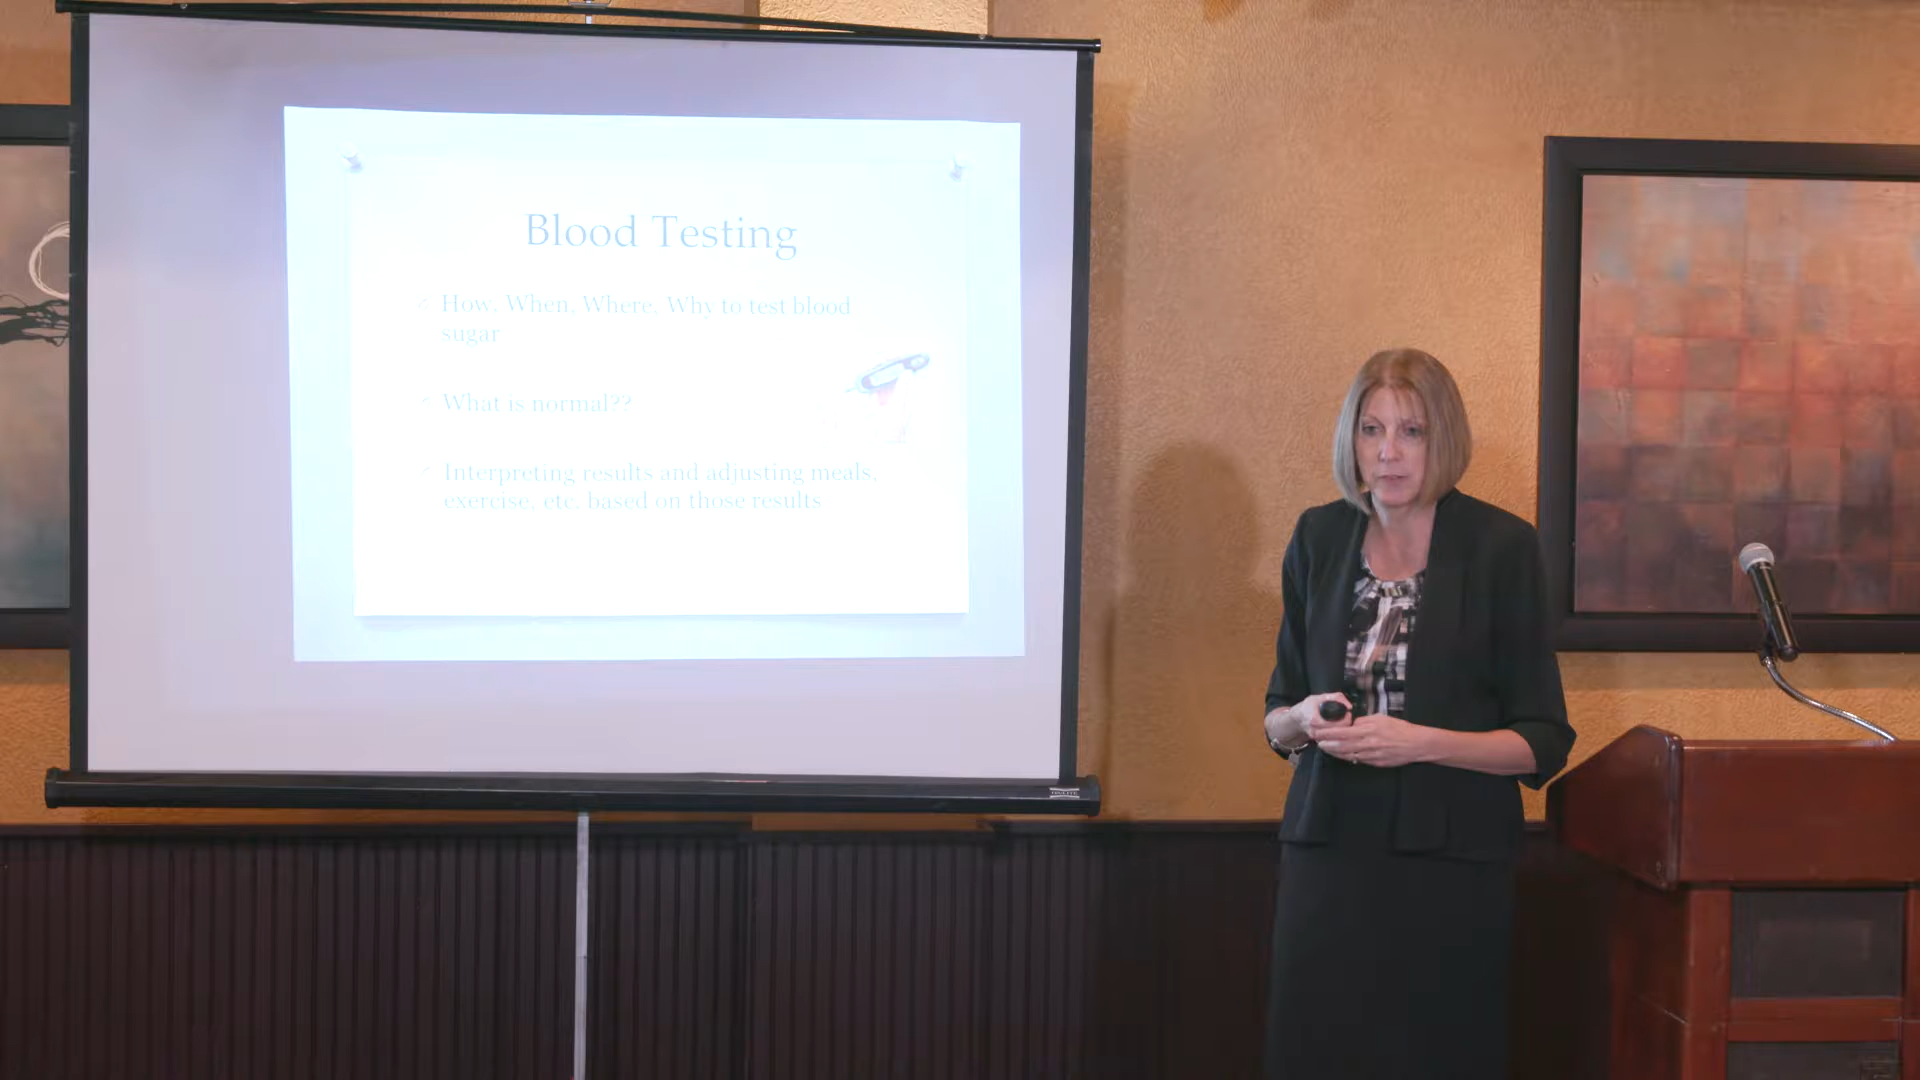 Blood Testing
How, When, Where, Why to test blood
sugar
What is normal??
Interpreting results and adjusting meals,
exercise, etc. based on those results